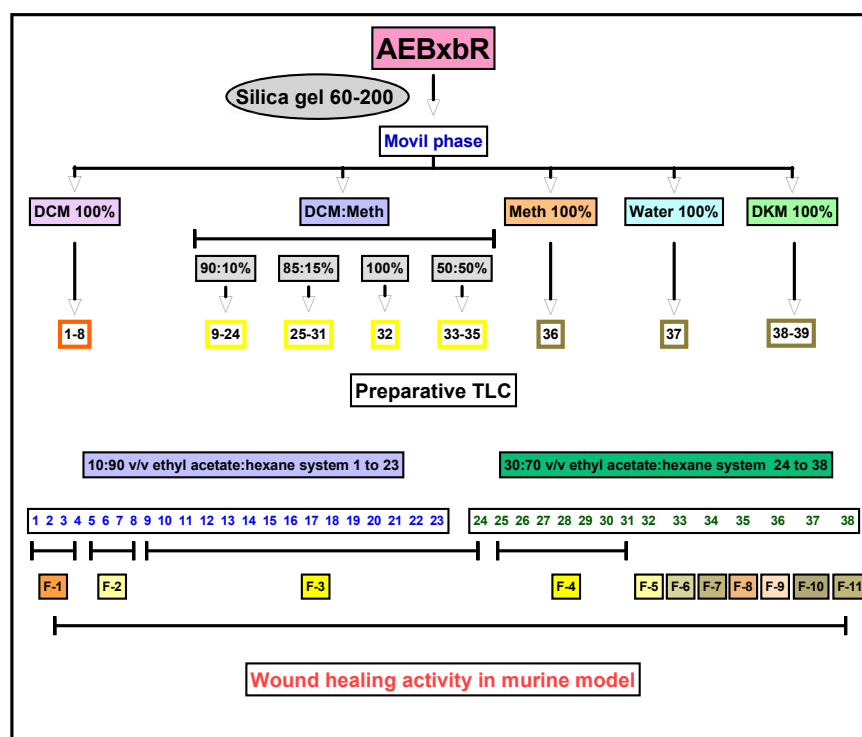 AEBxbR
Silica gel 60-200
Movil phase
DCM 100% DCM:Meth Meth 100% Water 100% DKM 100%
90:10% 85:15% 100% 50:50%
1-8 9-24 25-31 32 33-35 36 37 38-39
Preparative TLC
10:90 v/v ethyl acetate:hexane system 1 to 23 30:70 v/v ethyl acetate:hexane system 24 to 38
1 2 3 4 5 6 7 8 9 10 11 12 13 14 15 16 17 18 19 20 21 22 23 24 25 26 27 28 29 30 31 32 33 34 35 36 37 38
F-1 F-2 F-3 F-4 F-5 F-6 F-7 F-8 F-9 F-10 F-11
Wound healing activity in murine model